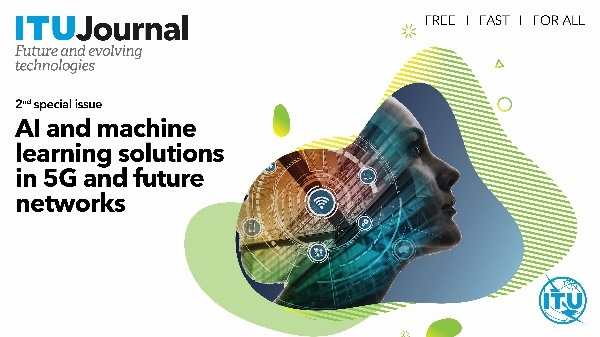 ITUJournal
Future and evolving
technologies
FREE I FAST I FOR ALL
2nd special issue
AI and machine
learning solutions
in 5G and future
networks
ITU